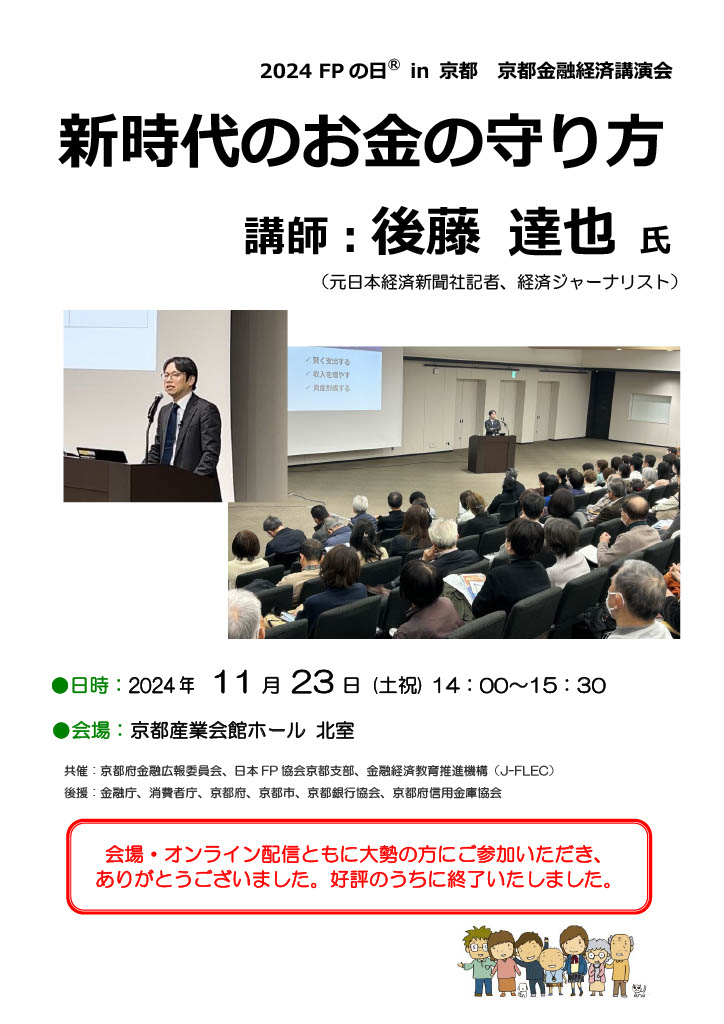 2024 FPの日® in 京都　京都金融経済講演会
新時代のお金の守り方
講師：後藤 達也 氏
（元日本経済新聞社記者、経済ジャーナリスト）
✓ 賢く支出する
✓ 収入を増やす
✓ 資産形成する
●日時：2024年 11月23日（土祝）14：00～15：30
●会場：京都産業会館ホール 北室
共催：京都府金融広報委員会、日本FP協会京都支部、金融経済教育推進機構（J-FLEC）
後援：金融庁、消費者庁、京都府、京都市、京都銀行協会、京都府信用金庫協会
会場・オンライン配信ともに大勢の方にご参加いただき、
ありがとうございました。好評のうちに終了いたしました。